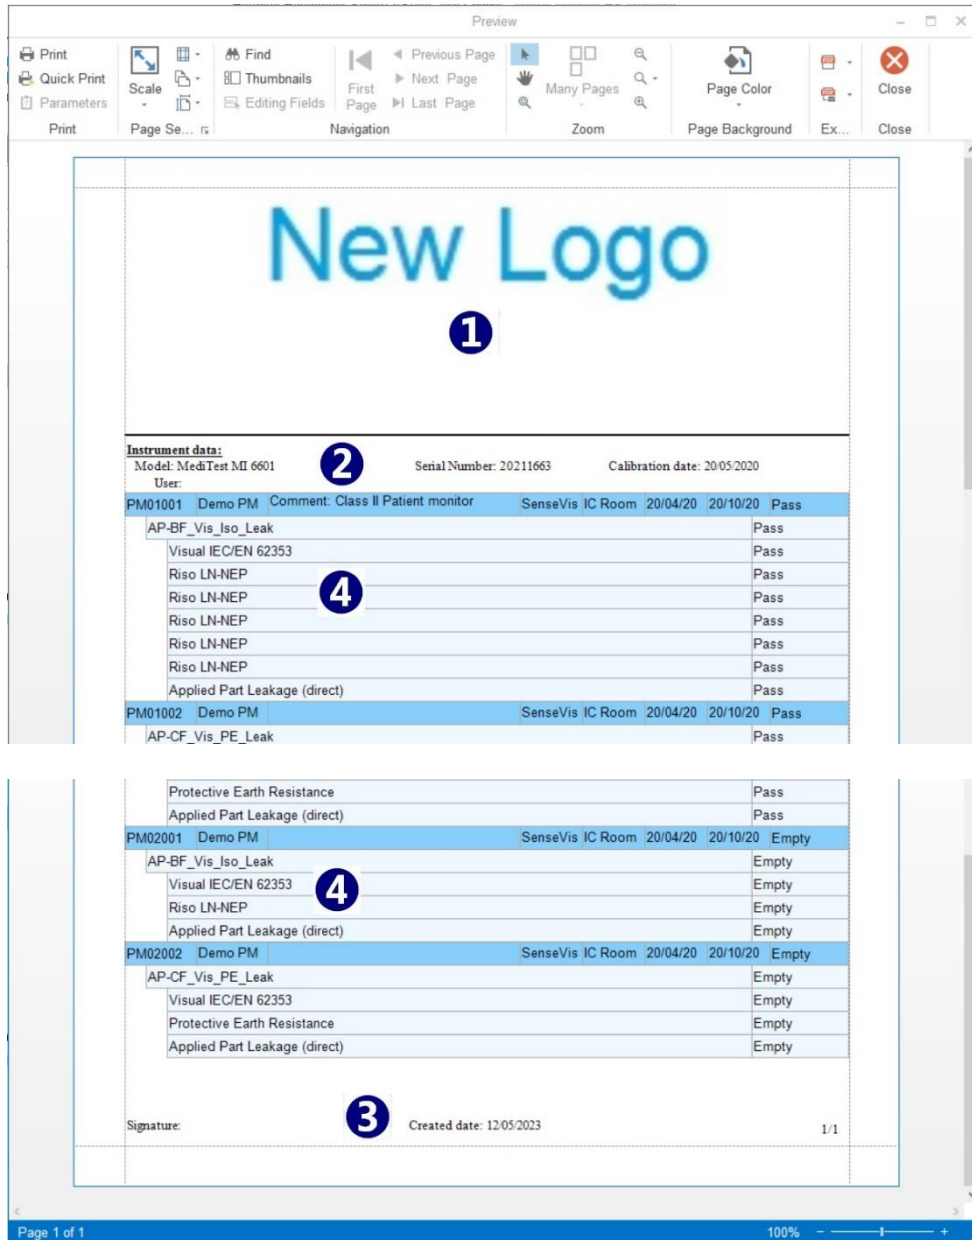 Preview
Print
Quick Print
Parameters
Print
Scale
Page Se...
Find
Thumbnails
Editing Fields
First
Page
Previous Page
Next Page
Last Page
Navigation
Many Pages
Zoom
Page Color
Page Background
Ex...
Close
Close
New Logo
1
Instrument data:
Model: MediTest MI 6601 2 Serial Number: 20211663 Calibration date: 20/05/2020
User:
PM01001 Demo PM Comment: Class II Patient monitor SenseVis IC Room 20/04/20 20/10/20 Pass
AP-BF_Vis_Iso_Leak Pass
Visual IEC/EN 62353 Pass
Riso LN-NEP 4 Pass
Riso LN-NEP Pass
Riso LN-NEP Pass
Riso LN-NEP Pass
Riso LN-NEP Pass
Applied Part Leakage (direct) Pass
PM01002 Demo PM SenseVis IC Room 20/04/20 20/10/20 Pass
AP-CF_Vis_PE_Leak Pass
Protective Earth Resistance Pass
Applied Part Leakage (direct) Pass
PM02001 Demo PM SenseVis IC Room 20/04/20 20/10/20 Empty
AP-BF_Vis_Iso_Leak Empty
Visual IEC/EN 62353 4 Empty
Riso LN-NEP Empty
Applied Part Leakage (direct) Empty
PM02002 Demo PM SenseVis IC Room 20/04/20 20/10/20 Empty
AP-CF_Vis_PE_Leak Empty
Visual IEC/EN 62353 Empty
Protective Earth Resistance Empty
Applied Part Leakage (direct) Empty
Signature: 3 Created date: 12/05/2023 1/1
Page 1 of 1 100%